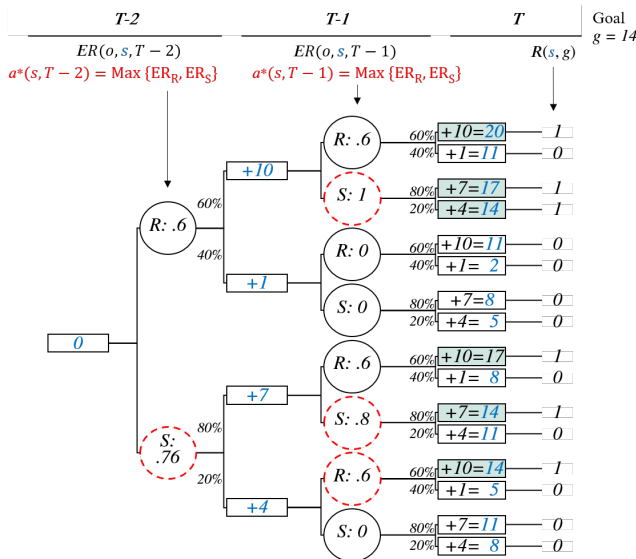 T-2 T-1 T Goal
g = 14
ER(o, s, T − 2) ER(o, s, T − 1) R(s, g)
a*(s, T − 2) = Max {ER_R, ER_S} a*(s, T − 1) = Max {ER_R, ER_S}
R: .6 60% +10=20 1
40% +1=11 0
+10
S: 1 80% +7=17 1
20% +4=14 1
60%
R: .6
40%
R: 0 60% +10=11 0
40% +1= 2 0
+1
S: 0 80% +7=8 0
20% +4= 5 0
0
R: .6 60% +10=17 1
40% +1= 8 0
+7
S: .8 80% +7=14 1
20% +4=11 0
80%
S:
.76
20%
R: .6 60% +10=14 1
40% +1= 5 0
+4
S: 0 80% +7=11 0
20% +4= 8 0